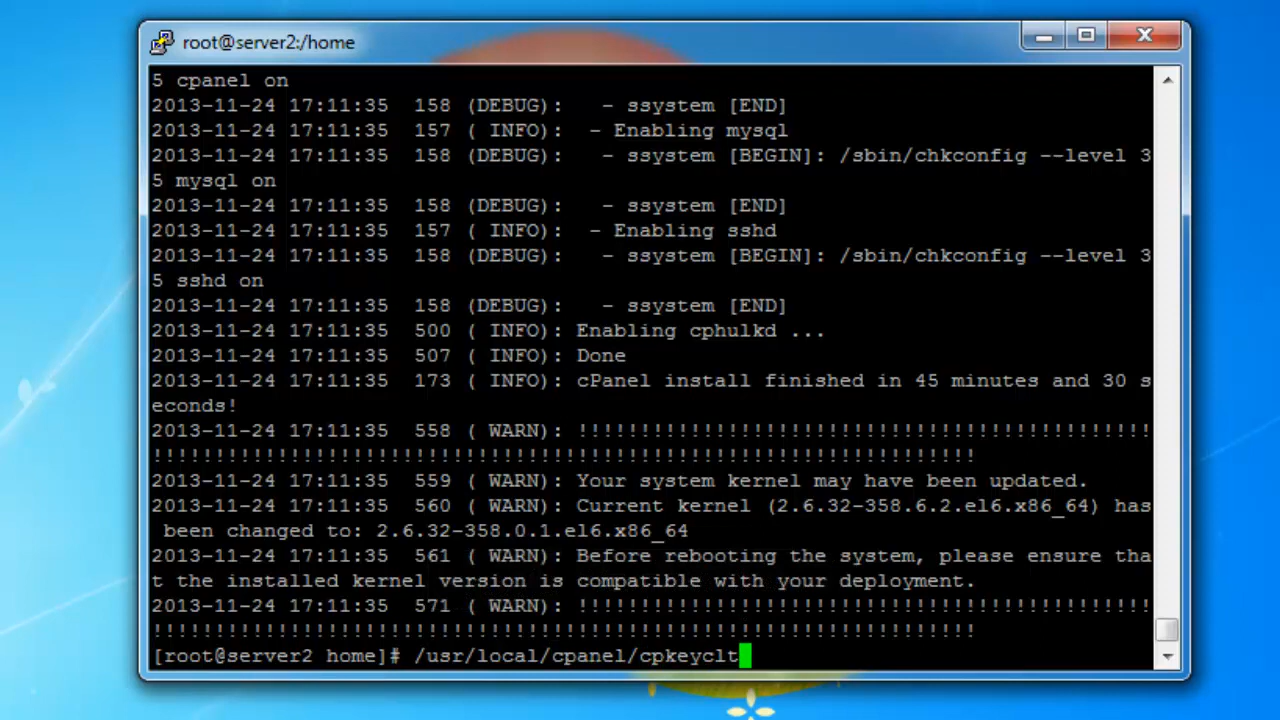 root@server2:/home
5 cpanel on
2013-11-24 17:11:35  158 (DEBUG):   - ssystem [END]
2013-11-24 17:11:35  157 ( INFO):  - Enabling mysql
2013-11-24 17:11:35  158 (DEBUG):   - ssystem [BEGIN]: /sbin/chkconfig --level 3
5 mysql on
2013-11-24 17:11:35  158 (DEBUG):   - ssystem [END]
2013-11-24 17:11:35  157 ( INFO):  - Enabling sshd
2013-11-24 17:11:35  158 (DEBUG):   - ssystem [BEGIN]: /sbin/chkconfig --level 3
5 sshd on
2013-11-24 17:11:35  158 (DEBUG):   - ssystem [END]
2013-11-24 17:11:35  500 ( INFO): Enabling cphulkd ...
2013-11-24 17:11:35  507 ( INFO): Done
2013-11-24 17:11:35  173 ( INFO): cPanel install finished in 45 minutes and 30 s
econds!
2013-11-24 17:11:35  558 ( WARN): !!!!!!!!!!!!!!!!!!!!!!!!!!!!!!!!!!!!!!!!!!!!!!
!!!!!!!!!!!!!!!!!!!!!!!!!!!!!!!!!!!!!!!!!!!!!!!!!!!!!!!!!!!!!!!!!!
2013-11-24 17:11:35  559 ( WARN): Your system kernel may have been updated.
2013-11-24 17:11:35  560 ( WARN): Current kernel (2.6.32-358.6.2.el6.x86_64) has
 been changed to: 2.6.32-358.0.1.el6.x86_64
2013-11-24 17:11:35  561 ( WARN): Before rebooting the system, please ensure tha
t the installed kernel version is compatible with your deployment.
2013-11-24 17:11:35  571 ( WARN): !!!!!!!!!!!!!!!!!!!!!!!!!!!!!!!!!!!!!!!!!!!!!!
!!!!!!!!!!!!!!!!!!!!!!!!!!!!!!!!!!!!!!!!!!!!!!!!!!!!!!!!!!!!!!!!!!
[root@server2 home]# /usr/local/cpanel/cpkeyclt